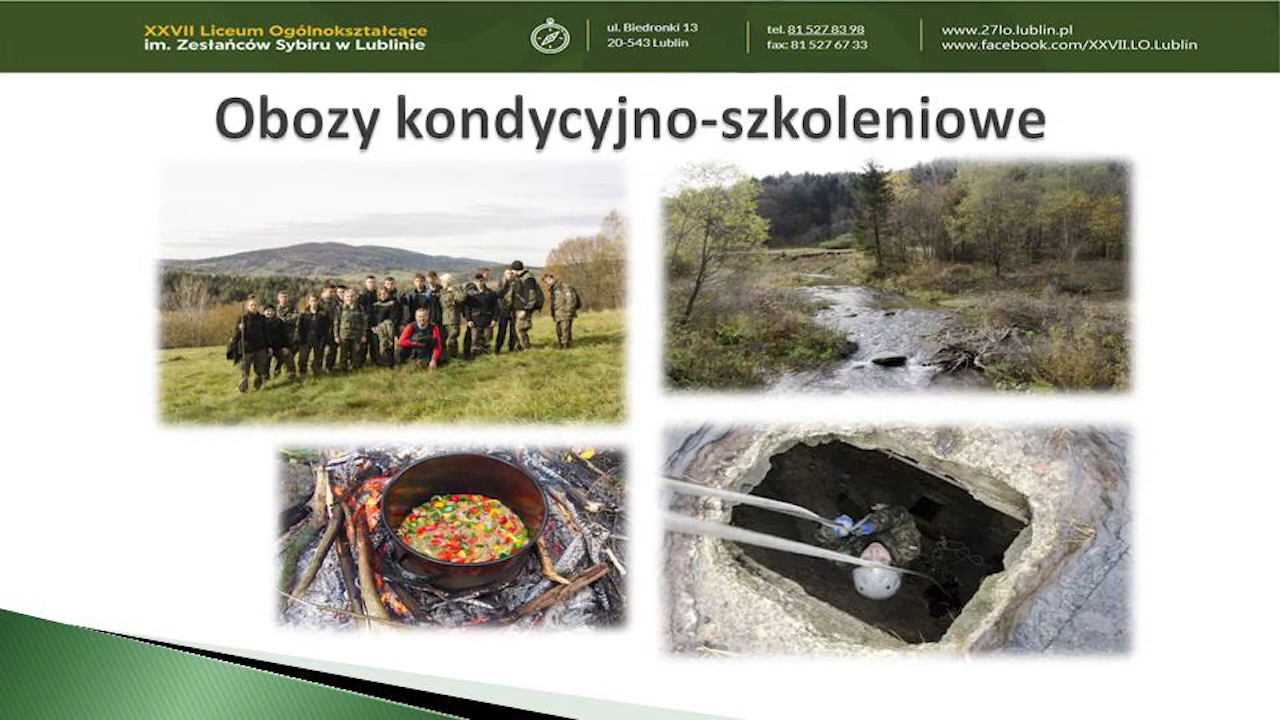 XXVII Liceum Ogólnokształcące
im. Zesłańców Sybiru w Lublinie
ul. Biedronki 13
20-543 Lublin
tel. 81 527 83 98
fax: 81 527 67 33
www.27lo.lublin.pl
www.facebook.com/XXVII.LO.Lublin
Obozy kondycyjno-szkoleniowe